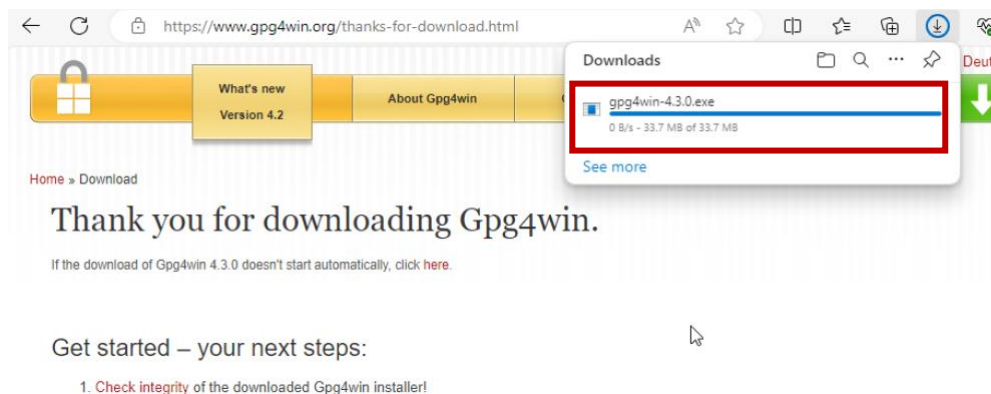 https://www.gpg4win.org/thanks-for-download.html
Downloads
Deut
What's new
Version 4.2
About Gpg4win
gpg4win-4.3.0.exe
0 B/s - 33.7 MB of 33.7 MB
See more
Home » Download
Thank you for downloading Gpg4win.
If the download of Gpg4win 4.3.0 doesn't start automatically, click here.
Get started – your next steps:
1. Check integrity of the downloaded Gpg4win installer!